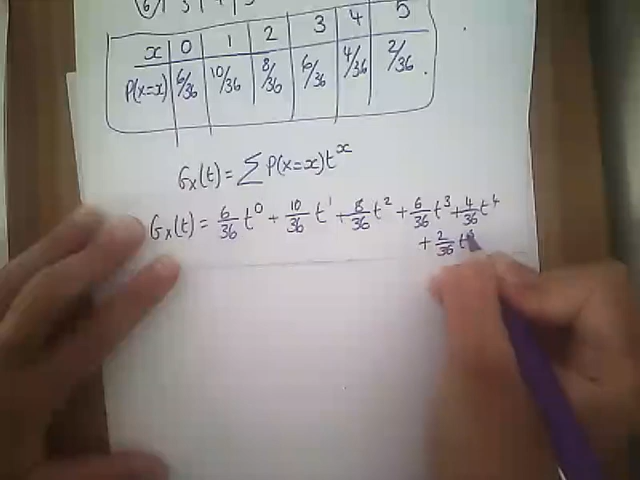 x 0 1 2 3 4 5
P(x=x) 6/36 10/36 8/36 6/36 4/36 2/36
Gx(t) = ∑ P(x=x)t^x
Gx(t) = 6/36 t^0 + 10/36 t^1 + 8/36 t^2 + 6/36 t^3 + 4/36 t^4
+ 2/36 t